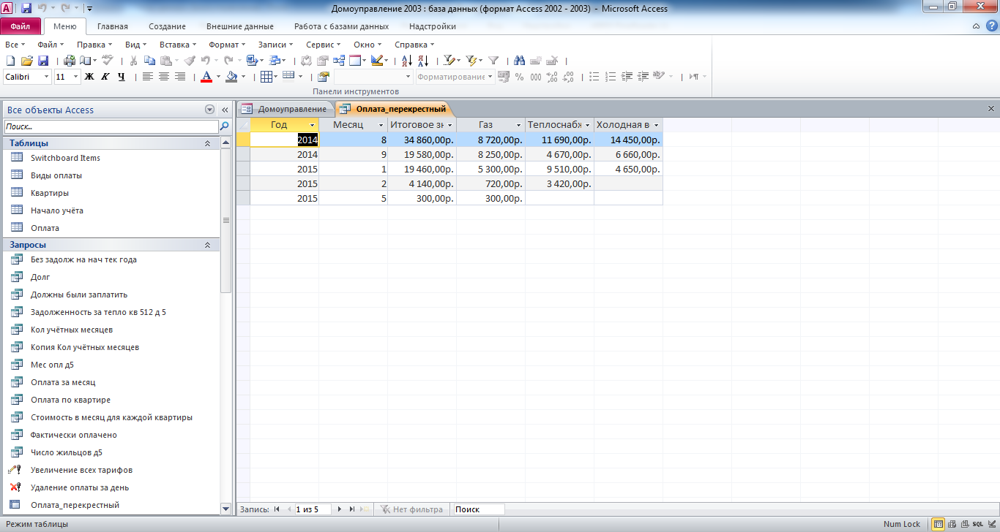 Домоуправление 2003 : база данных (формат Access 2002 - 2003) - Microsoft Access
Файл Меню Главная Создание Внешние данные Работа с базами данных Надстройки
Все Файл Правка Вид Вставка Формат Записи Сервис Окно Справка
Calibri 11 Ж К Ч А Форматирование % 000
Панели инструментов
Все объекты Access
Поиск...
Таблицы
Switchboard Items
Виды оплаты
Квартиры
Начало учёта
Оплата
Запросы
Без задолж на нач тек года
Долг
Должны были заплатить
Задолженность за тепло кв 512 д 5
Кол учётных месяцев
Копия Кол учётных месяцев
Мес опл д5
Оплата за месяц
Оплата по квартире
Стоимость в месяц для каждой квартиры
Фактически оплачено
Число жильцов д5
Увеличение всех тарифов
Удаление оплаты за день
Оплата_перекрестный
Домоуправление Оплата_перекрестный
Год Месяц Итоговое зн Газ Теплоснабж Холодная в
2014 8 34 860,00р. 8 720,00р. 11 690,00р. 14 450,00р.
2014 9 19 580,00р. 8 250,00р. 4 670,00р. 6 660,00р.
2015 1 19 460,00р. 5 300,00р. 9 510,00р. 4 650,00р.
2015 2 4 140,00р. 720,00р. 3 420,00р.
2015 5 300,00р. 300,00р.
Запись: 1 из 5 Нет фильтра Поиск
Режим таблицы Num Lock SQL